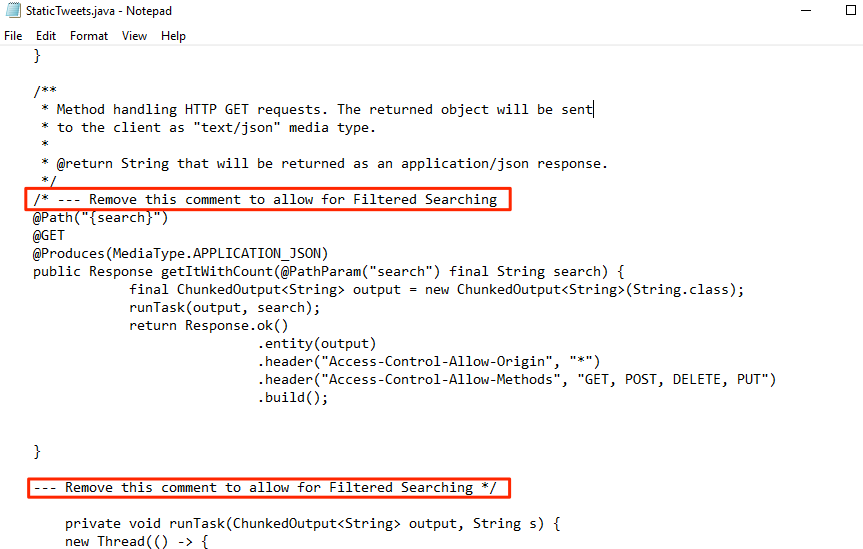 StaticTweets.java - Notepad
File Edit Format View Help
}
/**
* Method handling HTTP GET requests. The returned object will be sent
* to the client as "text/json" media type.
*
* @return String that will be returned as an application/json response.
*/
/* --- Remove this comment to allow for Filtered Searching
@Path("{search}")
@GET
@Produces(MediaType.APPLICATION_JSON)
public Response getItWithCount(@PathParam("search") final String search) {
final ChunkedOutput<String> output = new ChunkedOutput<String>(String.class);
runTask(output, search);
return Response.ok()
.entity(output)
.header("Access-Control-Allow-Origin", "*")
.header("Access-Control-Allow-Methods", "GET, POST, DELETE, PUT")
.build();
}
--- Remove this comment to allow for Filtered Searching */
private void runTask(ChunkedOutput<String> output, String s) {
new Thread(() -> {